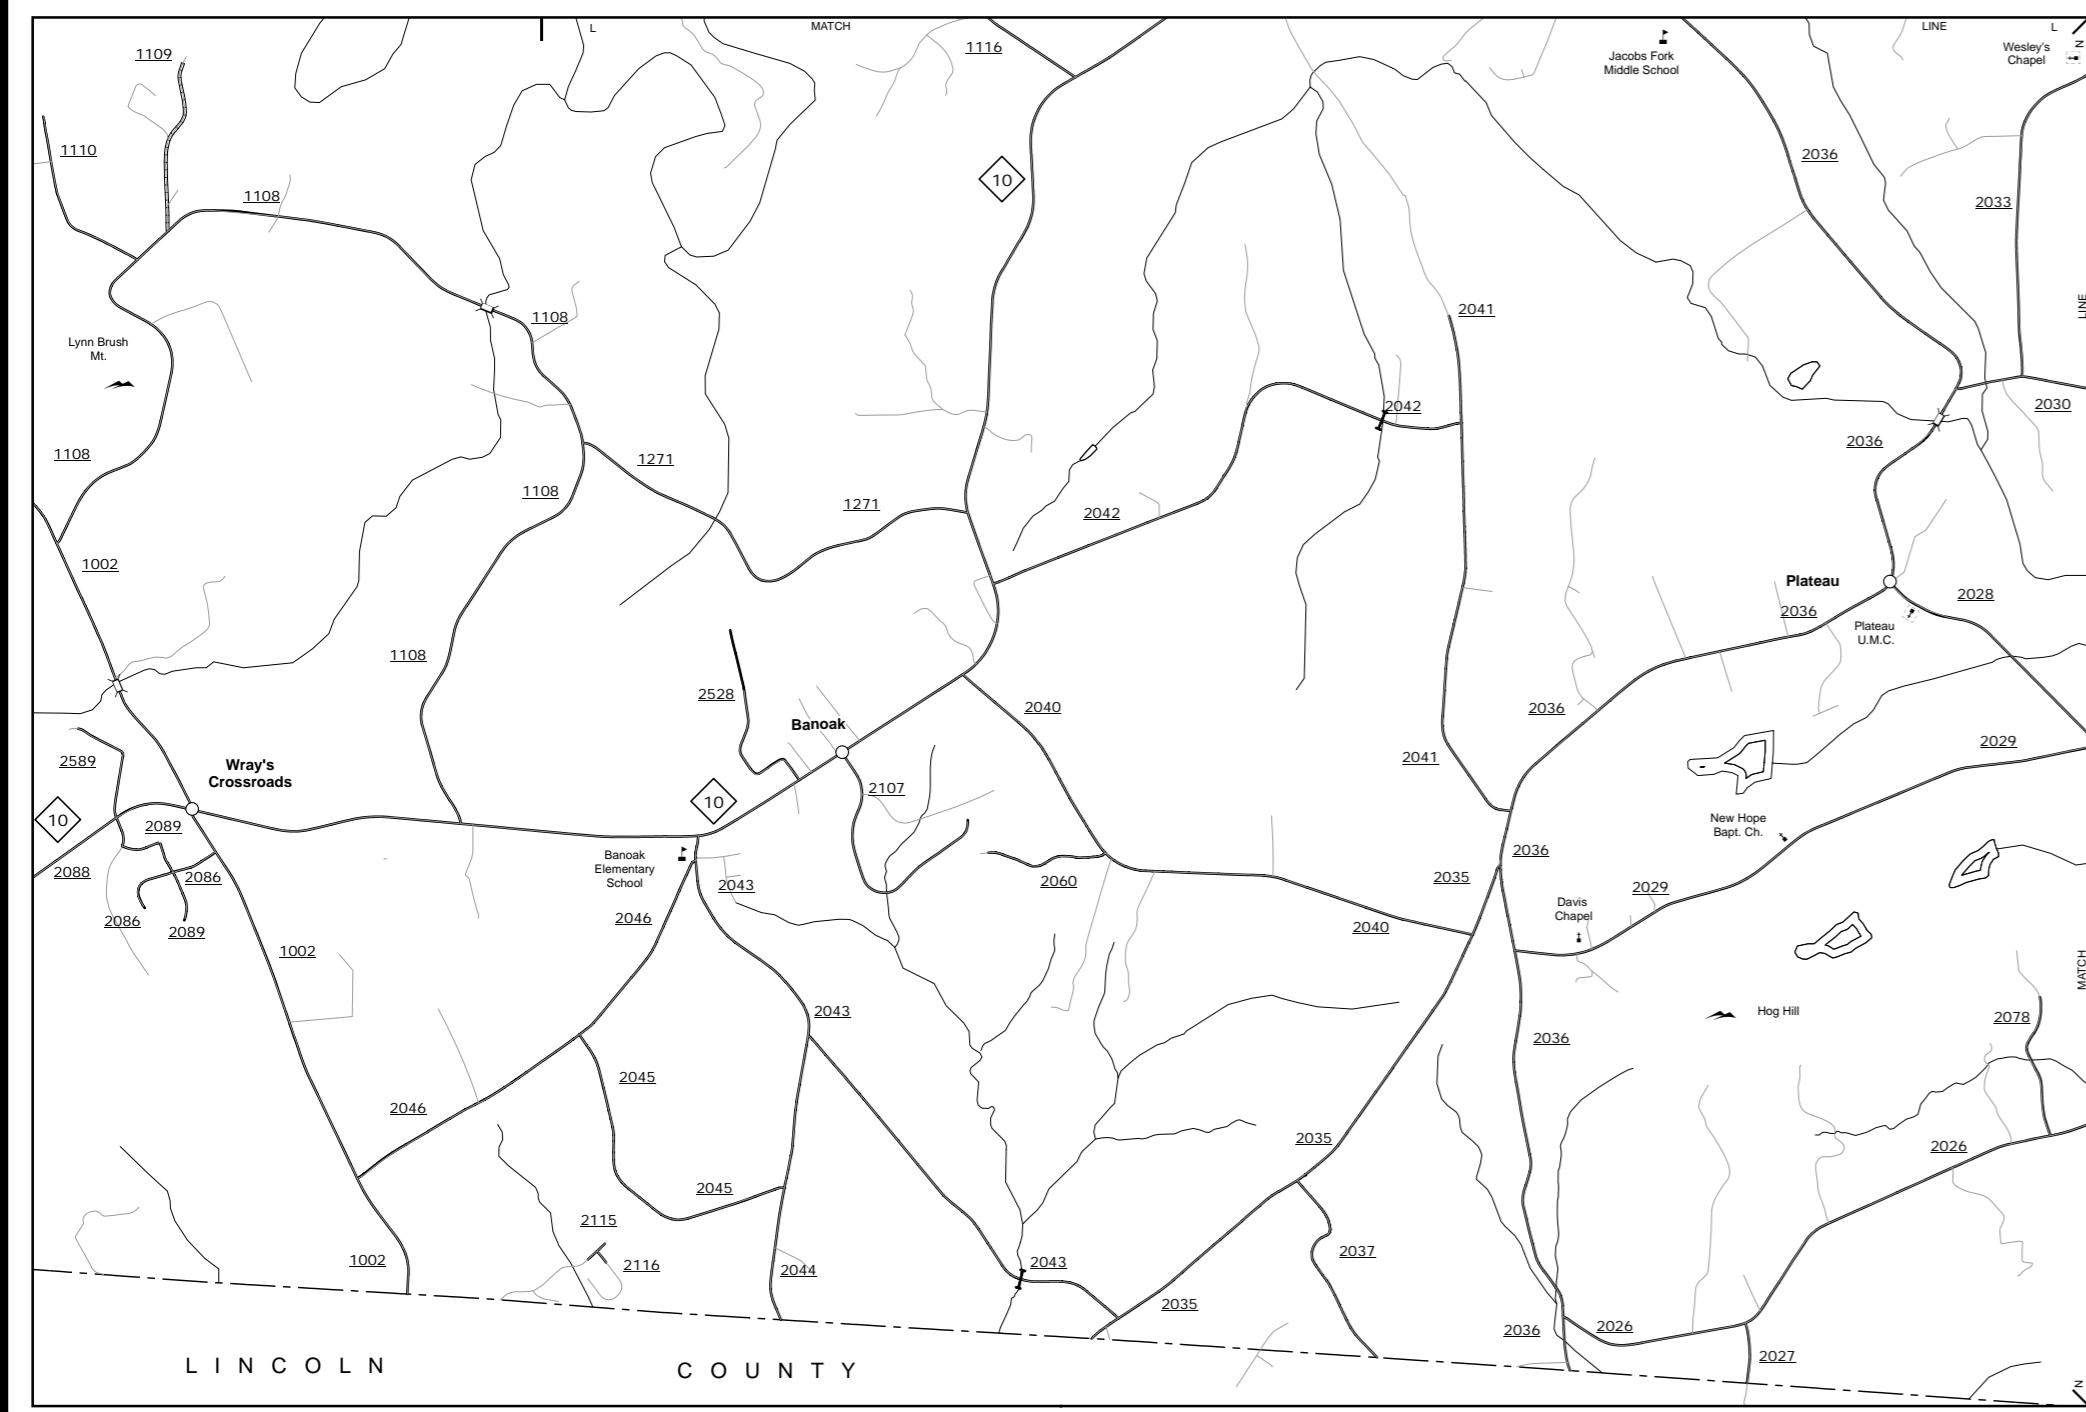 L
MATCH
LINE
L
N
1109
1116
Jacobs Fork
Middle School
Wesley's
Chapel
1110
2036
10
1108
2033
LINE
1108
2041
Lynn Brush
Mt.
2042
2030
1108
1271
2036
1108
1271
2042
1002
Plateau
2028
2036
Plateau
U.M.C.
1108
2528
2040
2036
Banoak
2029
2041
2589
Wray's
Crossroads
10
2107
10
2089
New Hope
Bapt. Ch.
2036
2088
2086
Banoak
Elementary
School
2043
2060
2035
2029
2086
2089
2046
2040
Davis
Chapel
1002
MATCH
2043
Hog Hill
2078
2036
2045
2046
2035
2026
2045
2115
2116
1002
2044
2043
2037
2035
2036
2026
2027
LINCOLN COUNTY
N